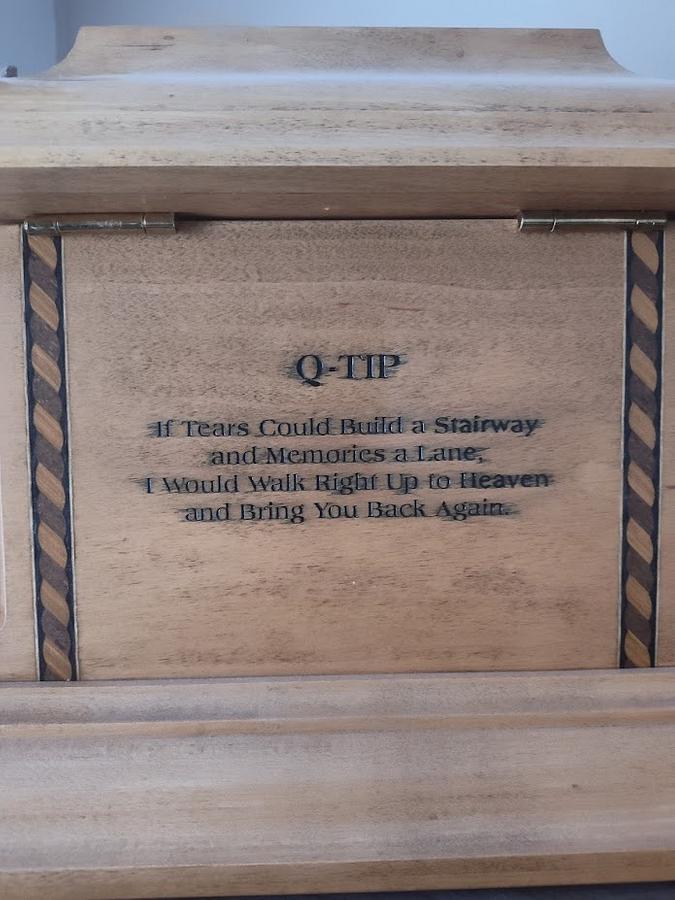 Q-TIP
If Tears Could Build a Stairway
and Memories a Lane,
I Would Walk Right Up to Heaven
and Bring You Back Again.